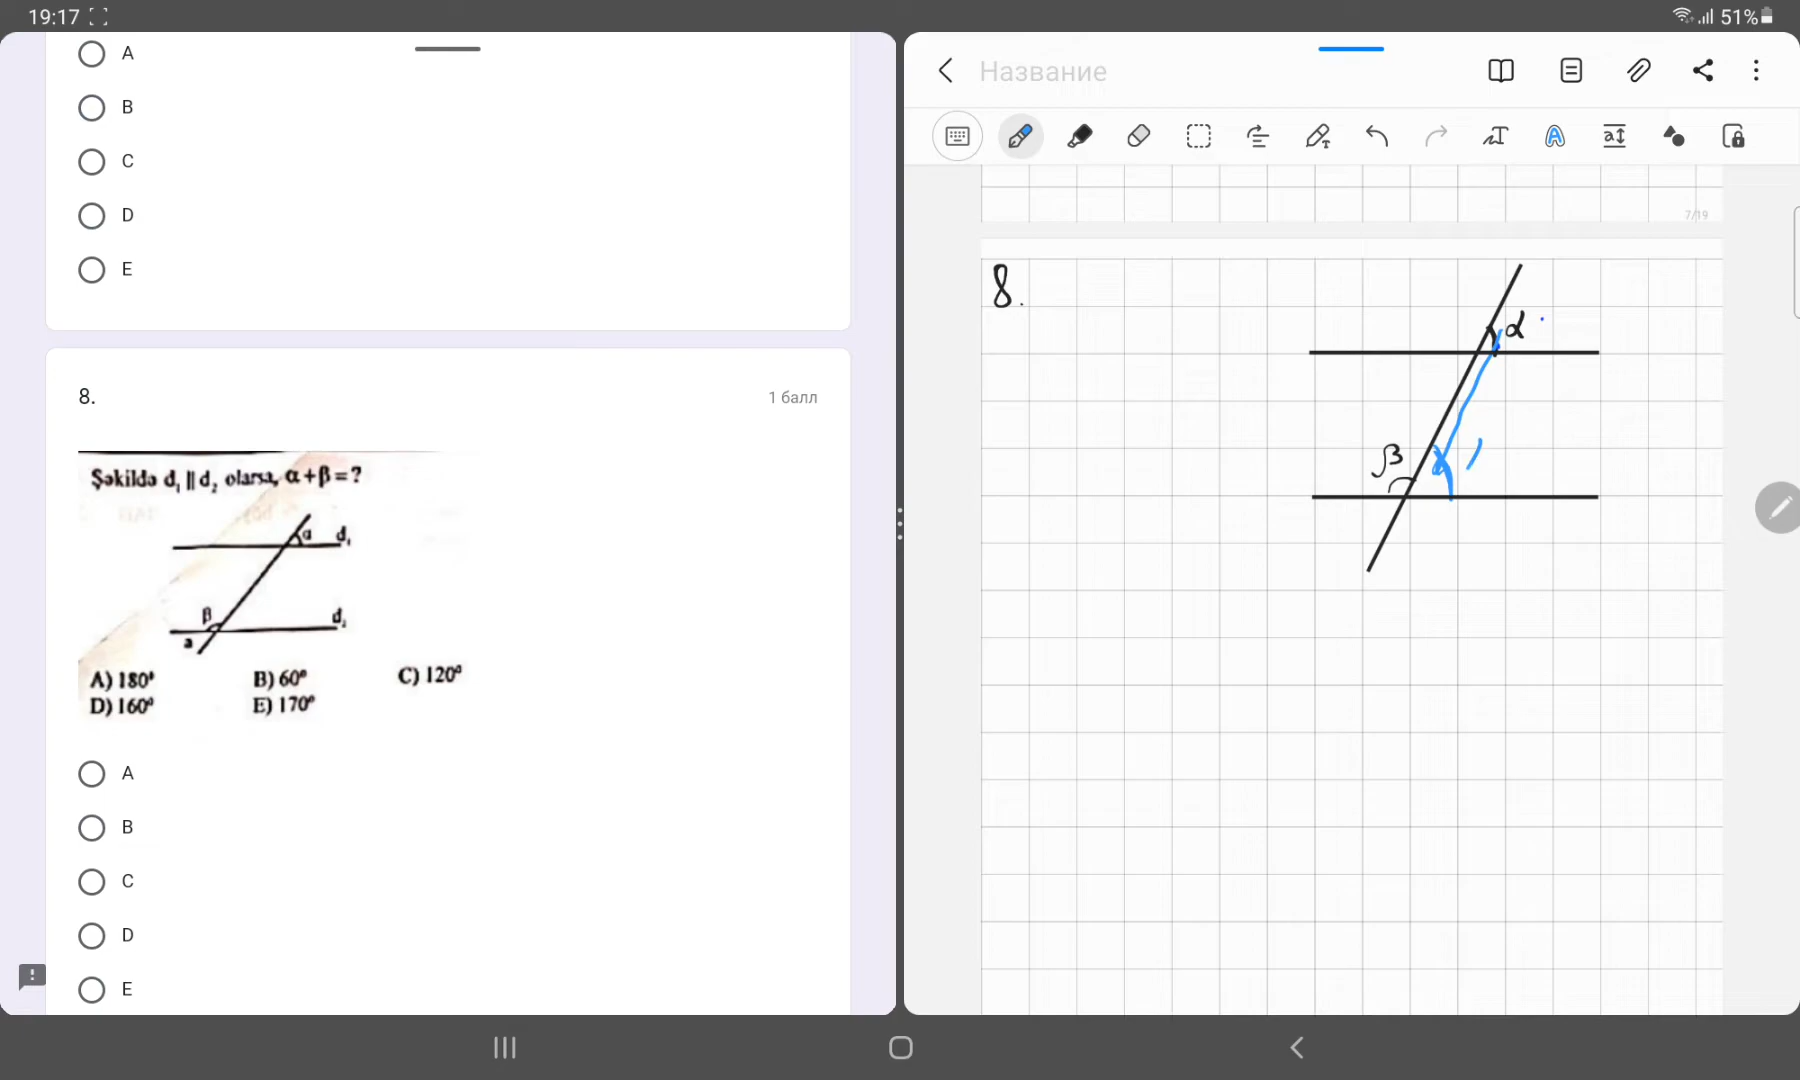 19:17
51%
A
B
C
D
E
8.
1 балл
Şəkildə d₁ ∥ d₂ olarsa, α+β=?
α d₁
β d₂
a
A) 180° B) 60° C) 120°
D) 160° E) 170°
A
B
C
D
E
Название
7/19
8.
α
β